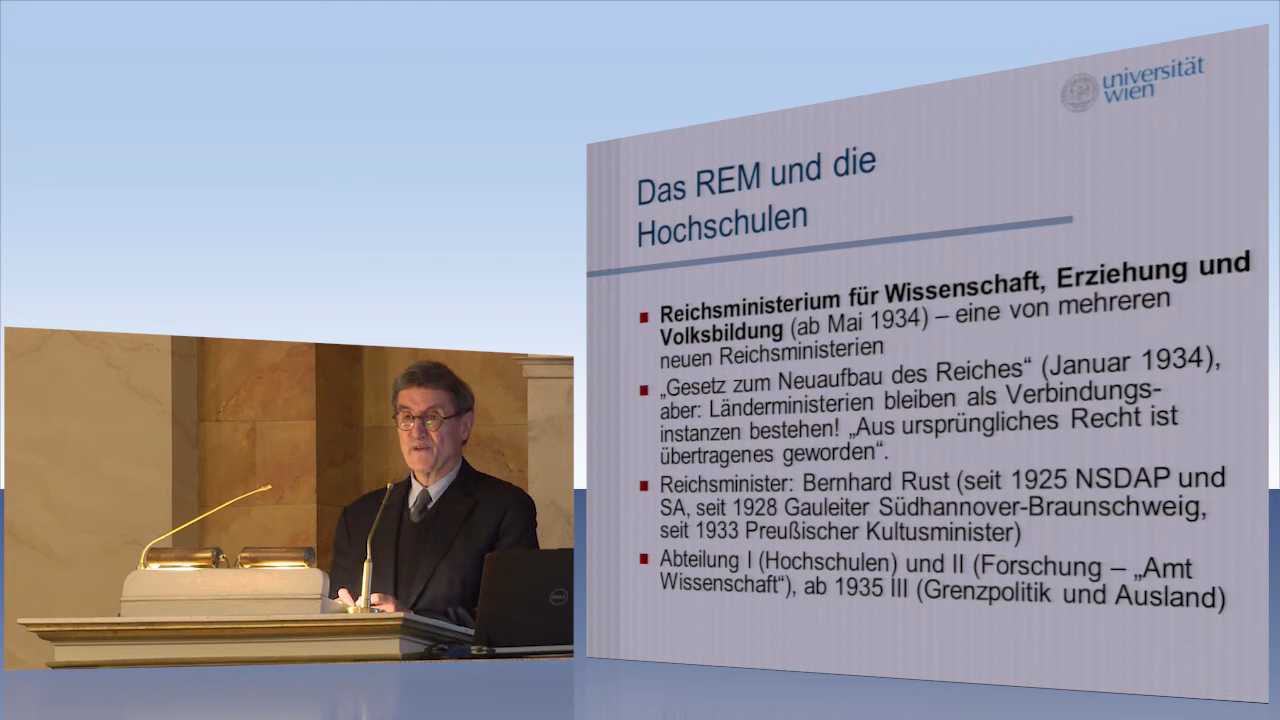 universität
wien
Das REM und die
Hochschulen
Reichsministerium für Wissenschaft, Erziehung und
Volksbildung (ab Mai 1934) – eine von mehreren
neuen Reichsministerien
„Gesetz zum Neuaufbau des Reiches“ (Januar 1934),
aber: Länderministerien bleiben als Verbindungs-
instanzen bestehen! „Aus ursprüngliches Recht ist
übertragenes geworden“.
Reichsminister: Bernhard Rust (seit 1925 NSDAP und
SA, seit 1928 Gauleiter Südhannover-Braunschweig,
seit 1933 Preußischer Kultusminister)
Abteilung I (Hochschulen) und II (Forschung – „Amt
Wissenschaft“), ab 1935 III (Grenzpolitik und Ausland)
DELL